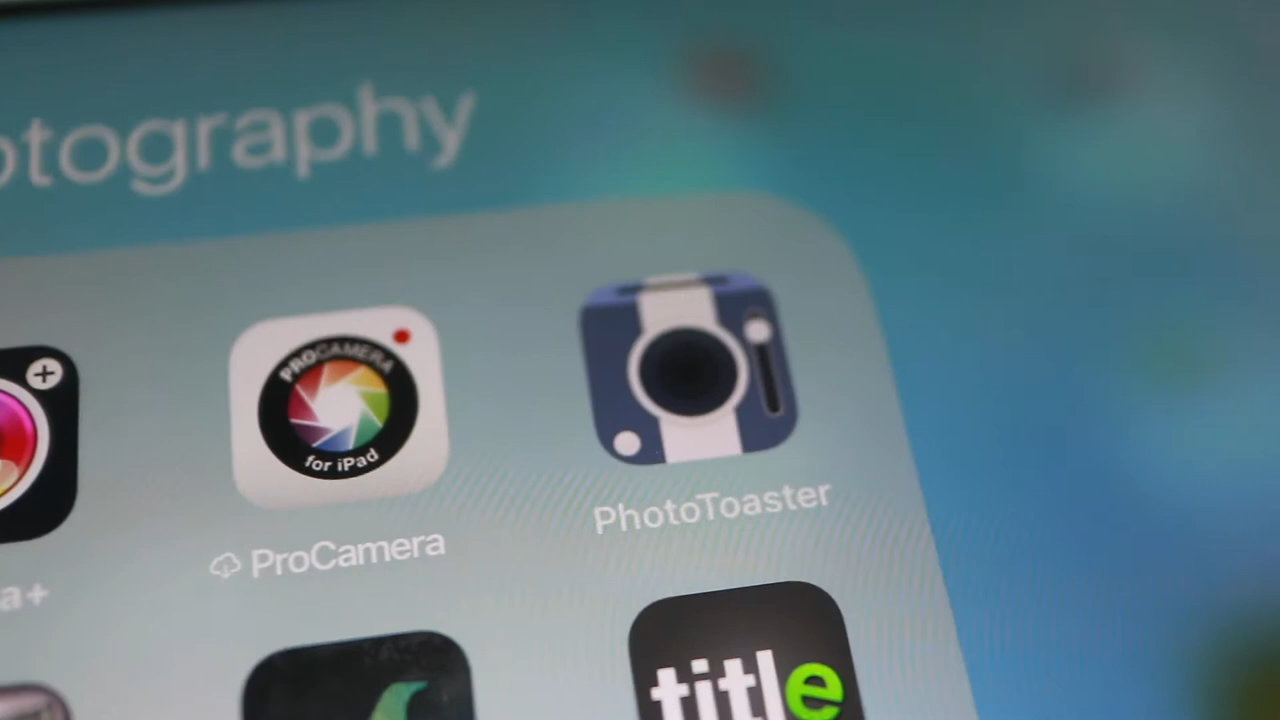 otography
PROCAMERA
for iPad
PhotoToaster
ProCamera
a+
title